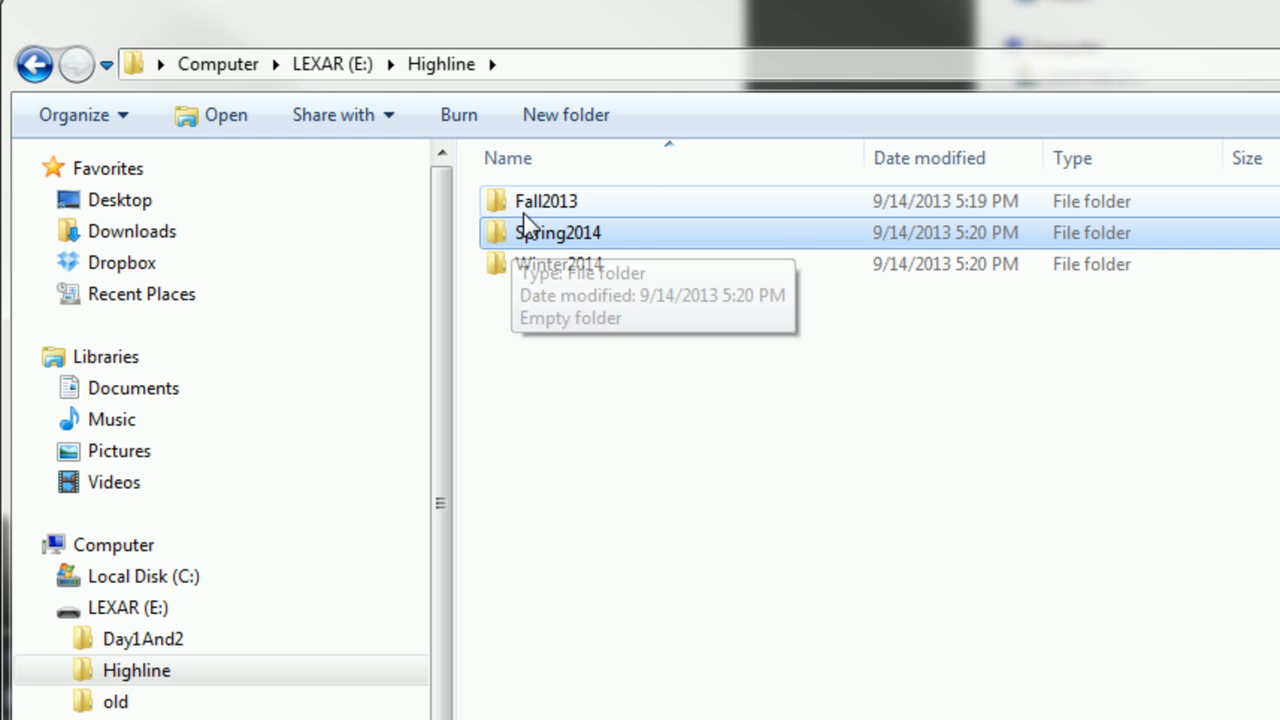 Computer LEXAR (E:) Highline
Organize Open Share with Burn New folder
Name Date modified Type Size
Favorites
Desktop
Downloads
Dropbox
Recent Places
Libraries
Documents
Music
Pictures
Videos
Computer
Local Disk (C:)
LEXAR (E:)
Day1And2
Highline
old
Fall2013 9/14/2013 5:19 PM File folder
Spring2014 9/14/2013 5:20 PM File folder
Winter2014 9/14/2013 5:20 PM File folder
Type: File folder
Date modified: 9/14/2013 5:20 PM
Empty folder